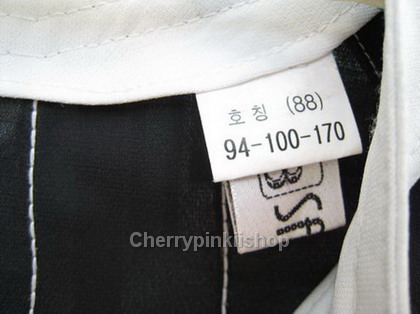 호칭 (88)
94-100-170
Cherrypinkiishop